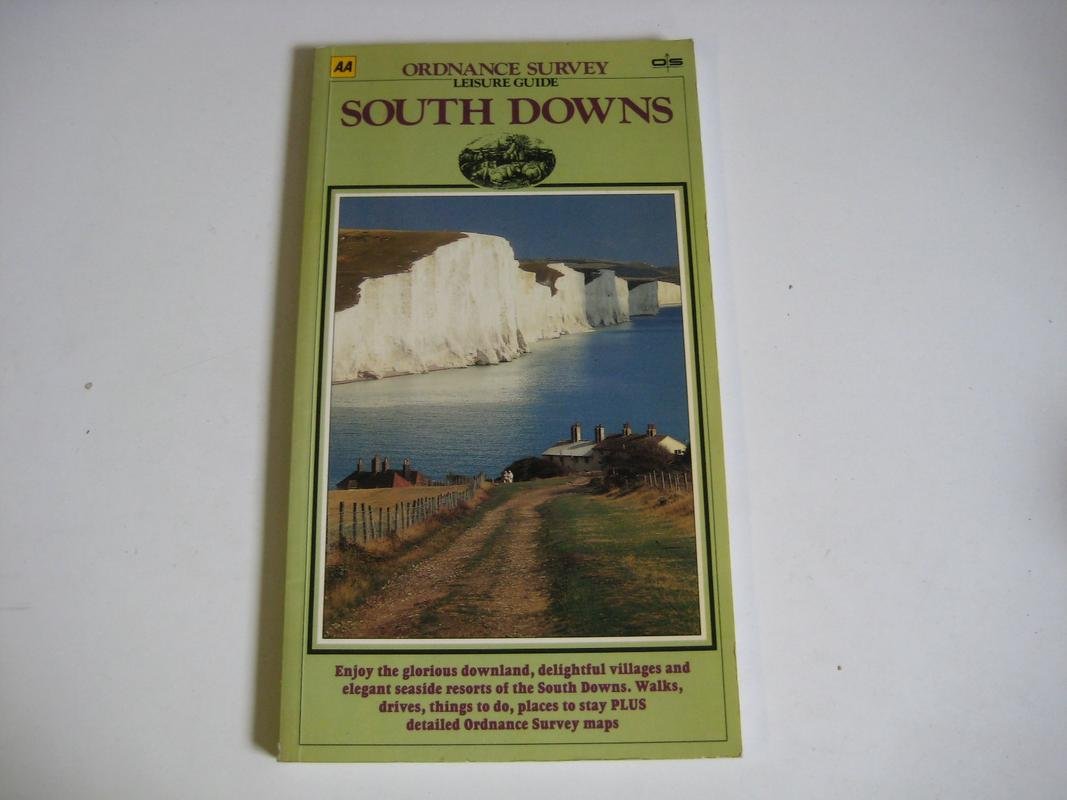 AA
ORDNANCE SURVEY
OS
LEISURE GUIDE
SOUTH DOWNS
Enjoy the glorious downland, delightful villages and
elegant seaside resorts of the South Downs. Walks,
drives, things to do, places to stay PLUS
detailed Ordnance Survey maps